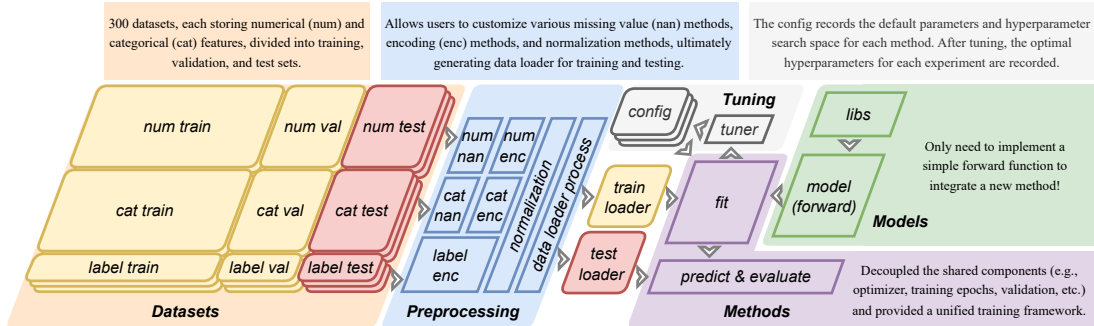 300 datasets, each storing numerical (num) and
categorical (cat) features, divided into training,
validation, and test sets.
Allows users to customize various missing value (nan) methods,
encoding (enc) methods, and normalization methods, ultimately
generating data loader for training and testing.
The config records the default parameters and hyperparameter
search space for each method. After tuning, the optimal
hyperparameters for each experiment are recorded.
num train
num val
num test
cat train
cat val
cat test
label train
label val
label test
Datasets
num
nan
num
enc
cat
nan
cat
enc
label
enc
normalization
data loader process
Preprocessing
config
Tuning
tuner
train
loader
test
loader
fit
predict & evaluate
Methods
libs
model
(forward)
Models
Only need to implement a
simple forward function to
integrate a new method!
Decoupled the shared components (e.g.,
optimizer, training epochs, validation, etc.)
and provided a unified training framework.